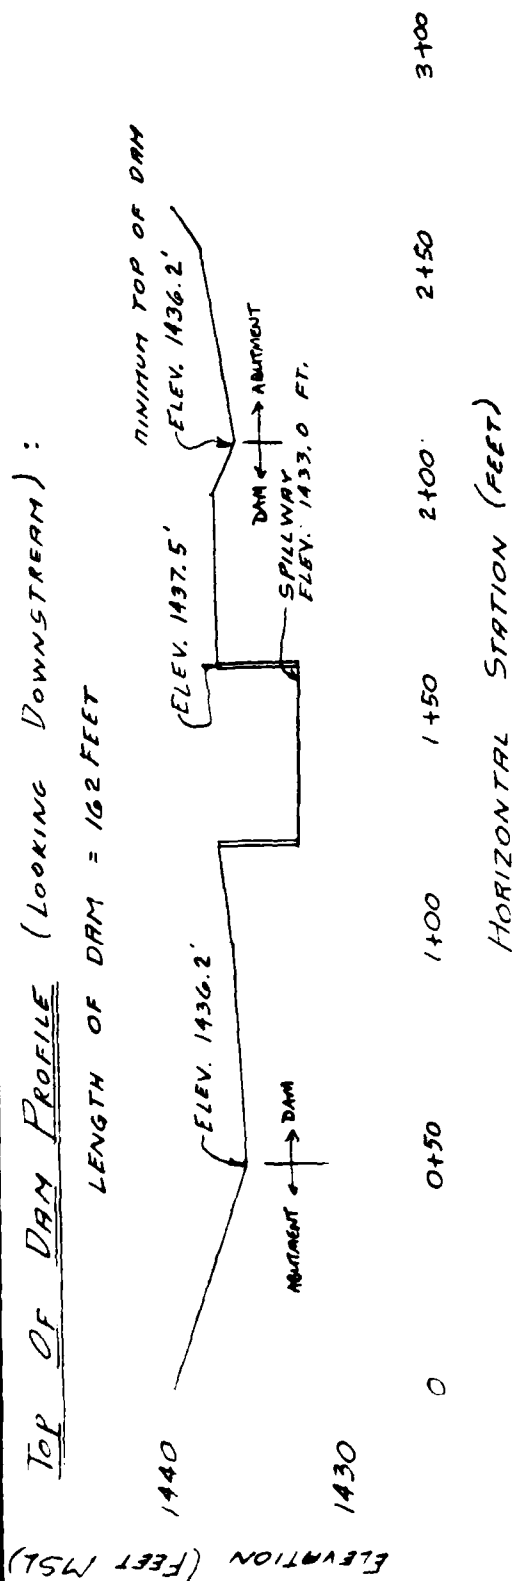 TOP OF DAM PROFILE (LOOKING DOWNSTREAM) :
LENGTH OF DAM = 162 FEET
ELEVATION (FEET MSL)
1440
1430
ELEV. 1436.2'
ABUTMENT
DAM
ELEV. 1437.5'
MINIMUM TOP OF DAM
ELEV. 1436.2'
DAM
ABUTMENT
SPILLWAY
ELEV. 1433.0 FT.
0
0+50
1+00
1+50
2+00
2+50
3+00
HORIZONTAL STATION (FEET)